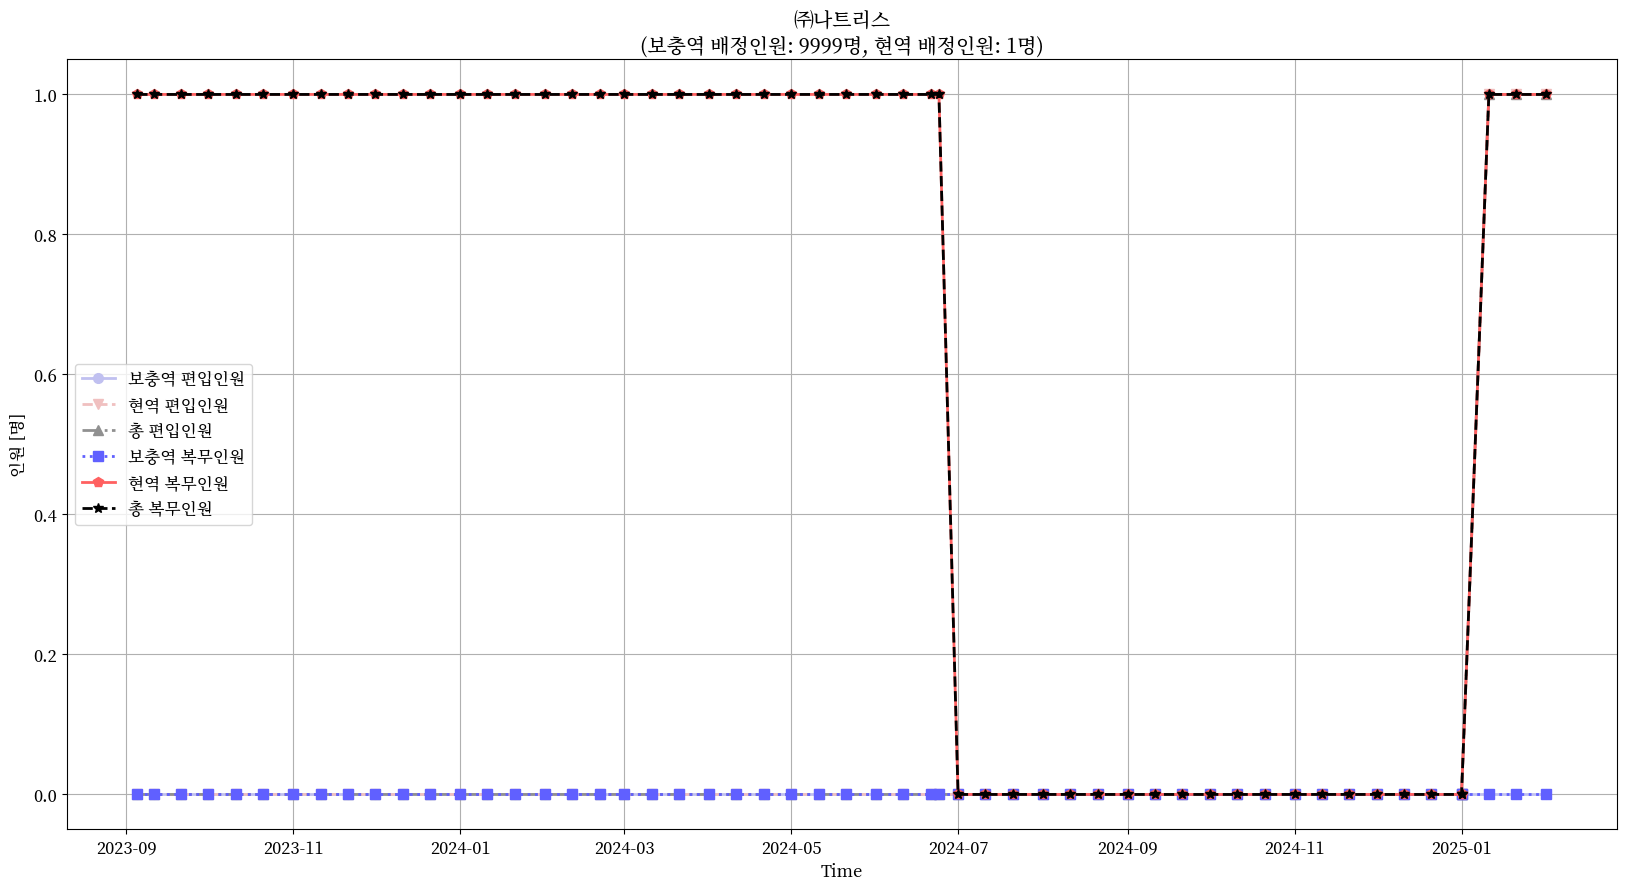 ㈜나트리스
(보충역 배정인원: 9999명, 현역 배정인원: 1명)
1.0
0.8
0.6
0.4
0.2
0.0
인원 [명]
보충역 편입인원
현역 편입인원
총 편입인원
보충역 복무인원
현역 복무인원
총 복무인원
2023-09
2023-11
2024-01
2024-03
2024-05
2024-07
2024-09
2024-11
2025-01
Time